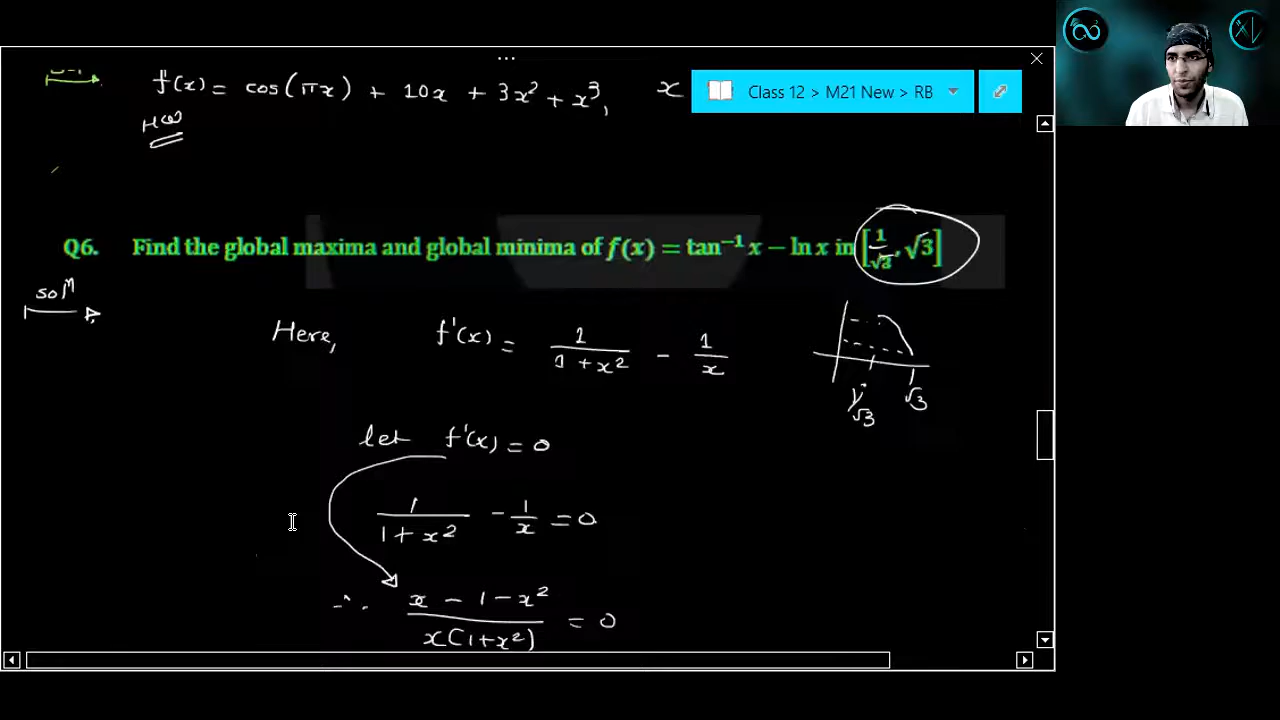 f'(x) = cos(πx) + 10x + 3x² + x³, x
HW
Class 12 > M21 New > RB
Q6. Find the global maxima and global minima of f(x) = tan⁻¹ x − ln x in [1/√3, √3]
solⁿ
Here, f'(x) = 1/(1+x²) − 1/x
1/√3 √3
let f'(x) = 0
1/(1+x²) − 1/x = 0
∴ (x − 1 − x²)/(x(1+x²)) = 0